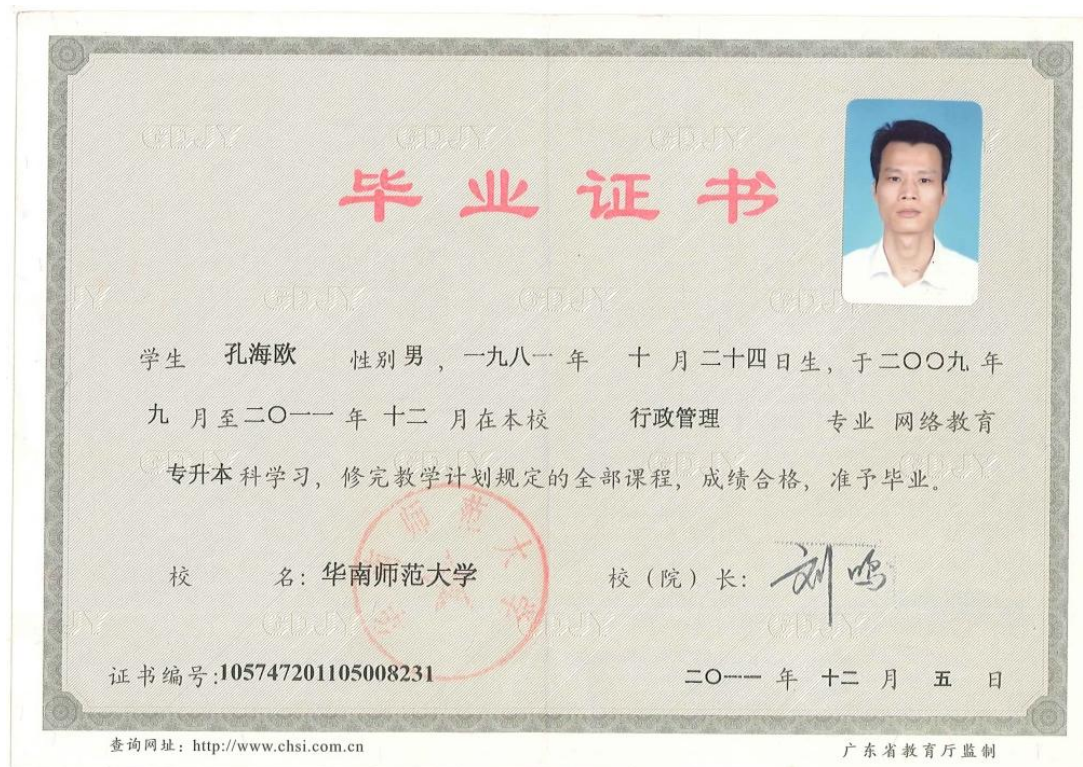 毕业证书
学生 孔海欧 性别 男，一九八一 年 十 月 二十四 日生，于 二〇〇九 年
九 月至 二〇一一 年 十二 月在本校 行政管理 专业 网络教育
专升本 科学习，修完教学计划规定的全部课程，成绩合格，准予毕业。
校 名：华南师范大学 校（院）长：刘鸣
证书编号:105747201105008231 二〇一一 年 十二 月 五 日
查询网址：http://www.chsi.com.cn 广东省教育厅监制